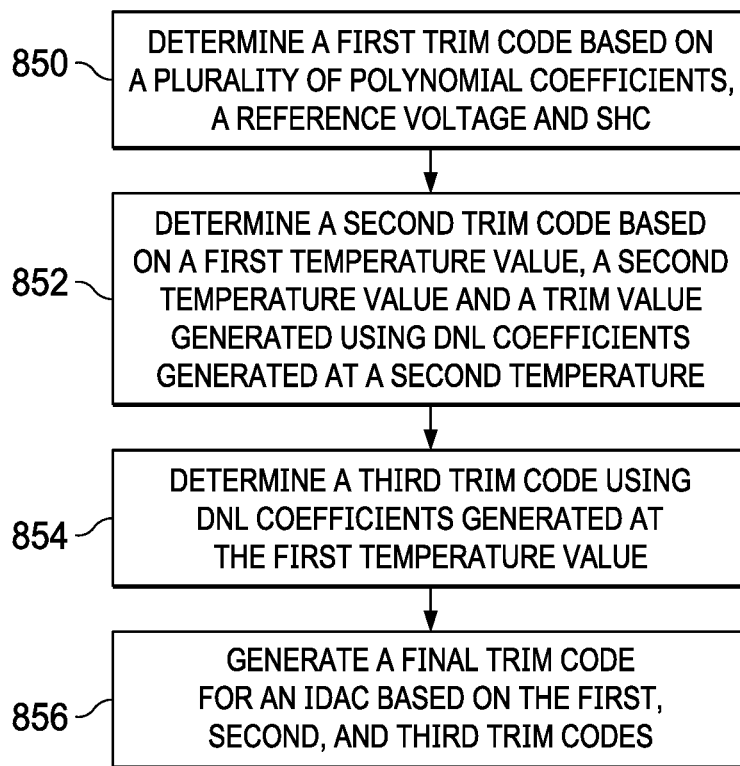 850
DETERMINE A FIRST TRIM CODE BASED ON
A PLURALITY OF POLYNOMIAL COEFFICIENTS,
A REFERENCE VOLTAGE AND SHC
852
DETERMINE A SECOND TRIM CODE BASED
ON A FIRST TEMPERATURE VALUE, A SECOND
TEMPERATURE VALUE AND A TRIM VALUE
GENERATED USING DNL COEFFICIENTS
GENERATED AT A SECOND TEMPERATURE
854
DETERMINE A THIRD TRIM CODE USING
DNL COEFFICIENTS GENERATED AT
THE FIRST TEMPERATURE VALUE
856
GENERATE A FINAL TRIM CODE
FOR AN IDAC BASED ON THE FIRST,
SECOND, AND THIRD TRIM CODES